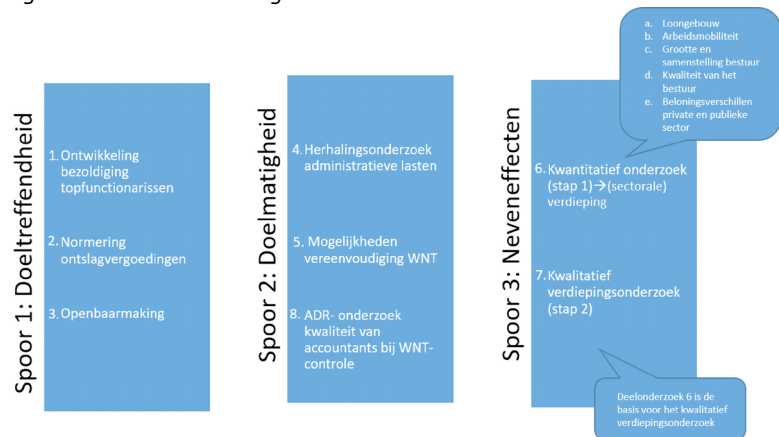 Spoor 1: Doeltreffendheid
1. Ontwikkeling
bezoldiging
topfunctionarissen
2. Normering
ontslagvergoedingen
3. Openbaarmaking
Spoor 2: Doelmatigheid
4. Herhalingsonderzoek
administratieve lasten
5. Mogelijkheden
vereenvoudiging WNT
8. ADR- onderzoek
kwaliteit van
accountants bij WNT-
controle
Spoor 3: Neveneffecten
a. Loongebouw
b. Arbeidsmobiliteit
c. Grootte en
samenstelling bestuur
d. Kwaliteit van het
bestuur
e. Beloningsverschillen
private en publieke
sector
6. Kwantitatief onderzoek
(stap 1)→(sectorale)
verdieping
7. Kwalitatief
verdiepingsonderzoek
(stap 2)
Deelonderzoek 6 is de
basis voor het kwalitatief
verdiepingsonderzoek